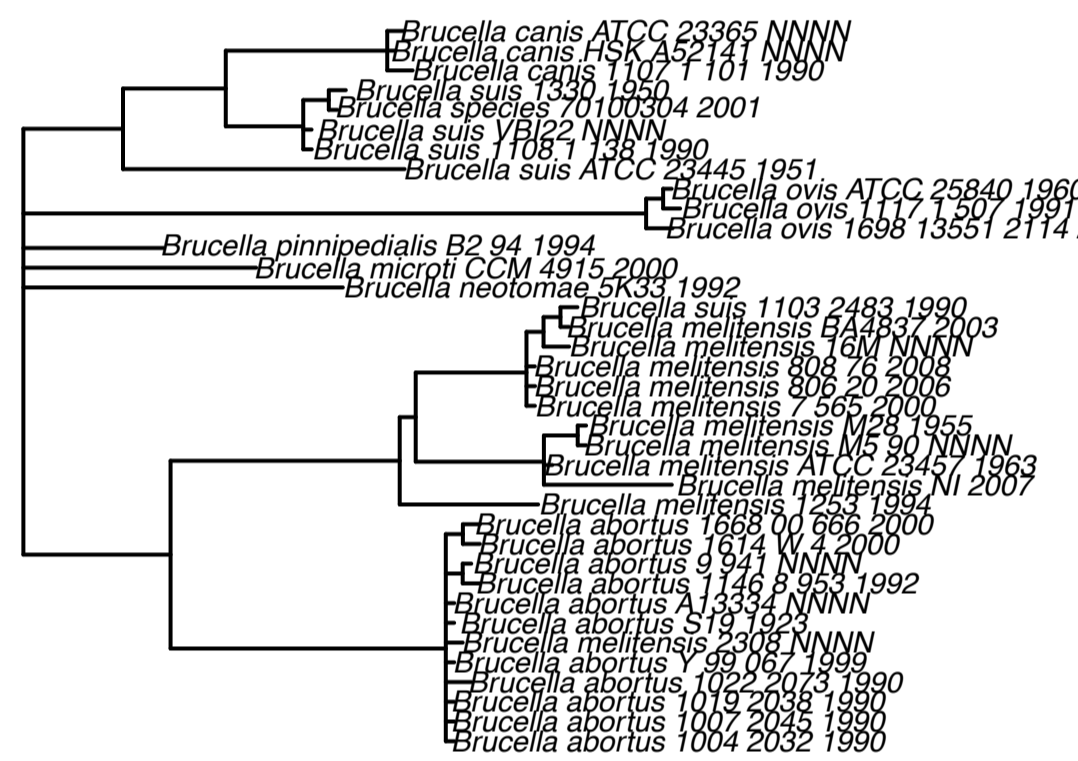 Brucella canis ATCC 23365 NNNN
Brucella canis HSK A52141 NNNN
Brucella canis 1107 1 101 1990
Brucella suis 1330 1950
Brucella species 70100304 2001
Brucella suis VBI22 NNNN
Brucella suis 1108 1 138 1990
Brucella suis ATCC 23445 1951
Brucella ovis ATCC 25840 1960
Brucella ovis 1117 1 507 1991
Brucella ovis 1698 13551 2114
Brucella pinnipedialis B2 94 1994
Brucella microti CCM 4915 2000
Brucella neotomae 5K33 1992
Brucella suis 1103 2483 1990
Brucella melitensis BA4837 2003
Brucella melitensis 16M NNNN
Brucella melitensis 808 76 2008
Brucella melitensis 806 20 2006
Brucella melitensis 7 565 2000
Brucella melitensis M28 1955
Brucella melitensis M5 90 NNNN
Brucella melitensis ATCC 23457 1963
Brucella melitensis NI 2007
Brucella melitensis 1253 1994
Brucella abortus 1668 00 666 2000
Brucella abortus 1614 W 4 2000
Brucella abortus 9 941 NNNN
Brucella abortus 1146 8 953 1992
Brucella abortus A13334 NNNN
Brucella abortus S19 1923
Brucella melitensis 2308 NNNN
Brucella abortus Y 99 067 1999
Brucella abortus 1022 2073 1990
Brucella abortus 1019 2038 1990
Brucella abortus 1007 2045 1990
Brucella abortus 1004 2032 1990